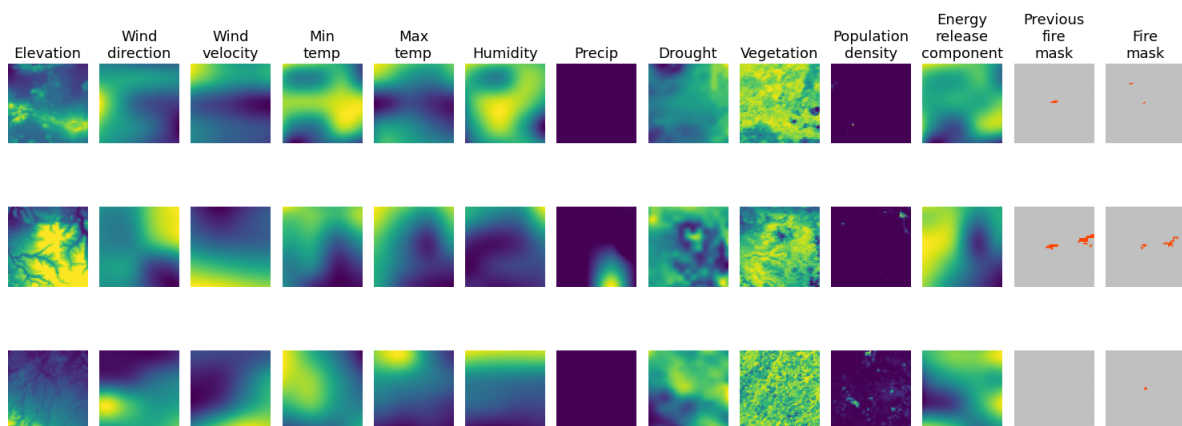 Elevation
Wind
direction
Wind
velocity
Min
temp
Max
temp
Humidity
Precip
Drought
Vegetation
Population
density
Energy
release
component
Previous
fire
mask
Fire
mask